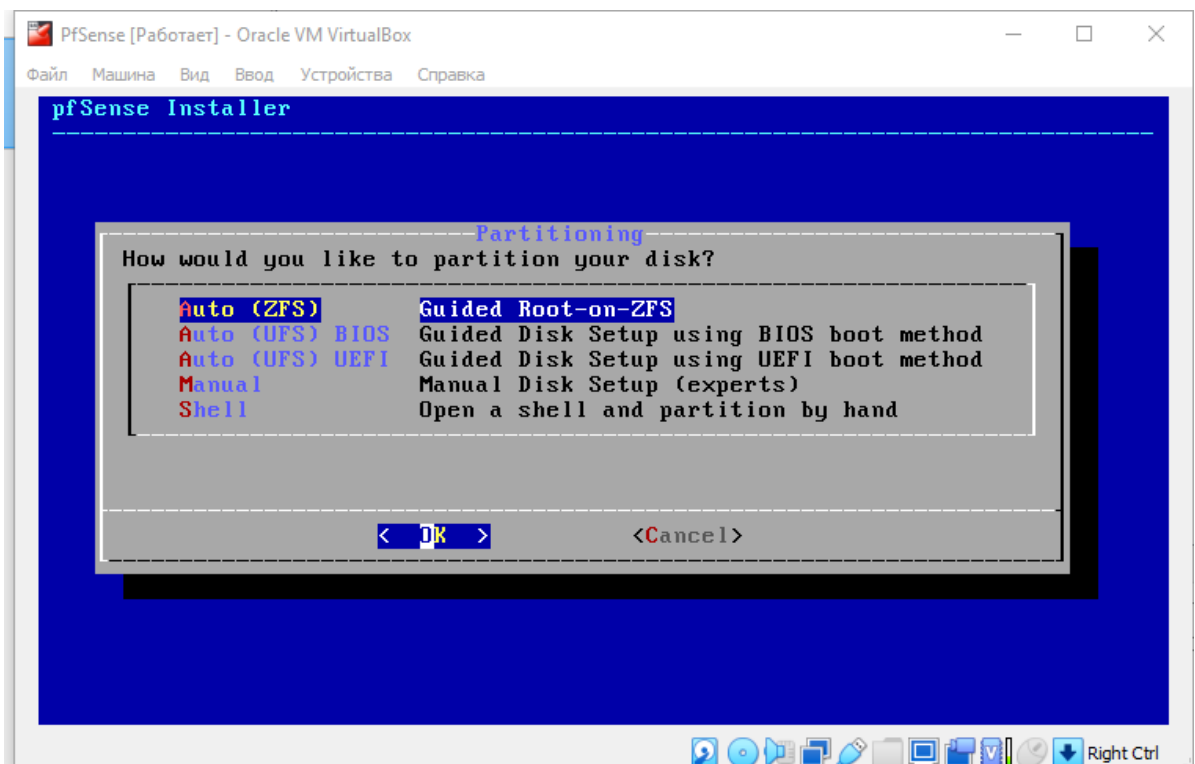 PfSense [Работает] - Oracle VM VirtualBox
Файл Машина Вид Ввод Устройства Справка
pfSense Installer
Partitioning
How would you like to partition your disk?
Auto (ZFS) Guided Root-on-ZFS
Auto (UFS) BIOS Guided Disk Setup using BIOS boot method
Auto (UFS) UEFI Guided Disk Setup using UEFI boot method
Manual Manual Disk Setup (experts)
Shell Open a shell and partition by hand
< OK > <Cancel>
Right Ctrl